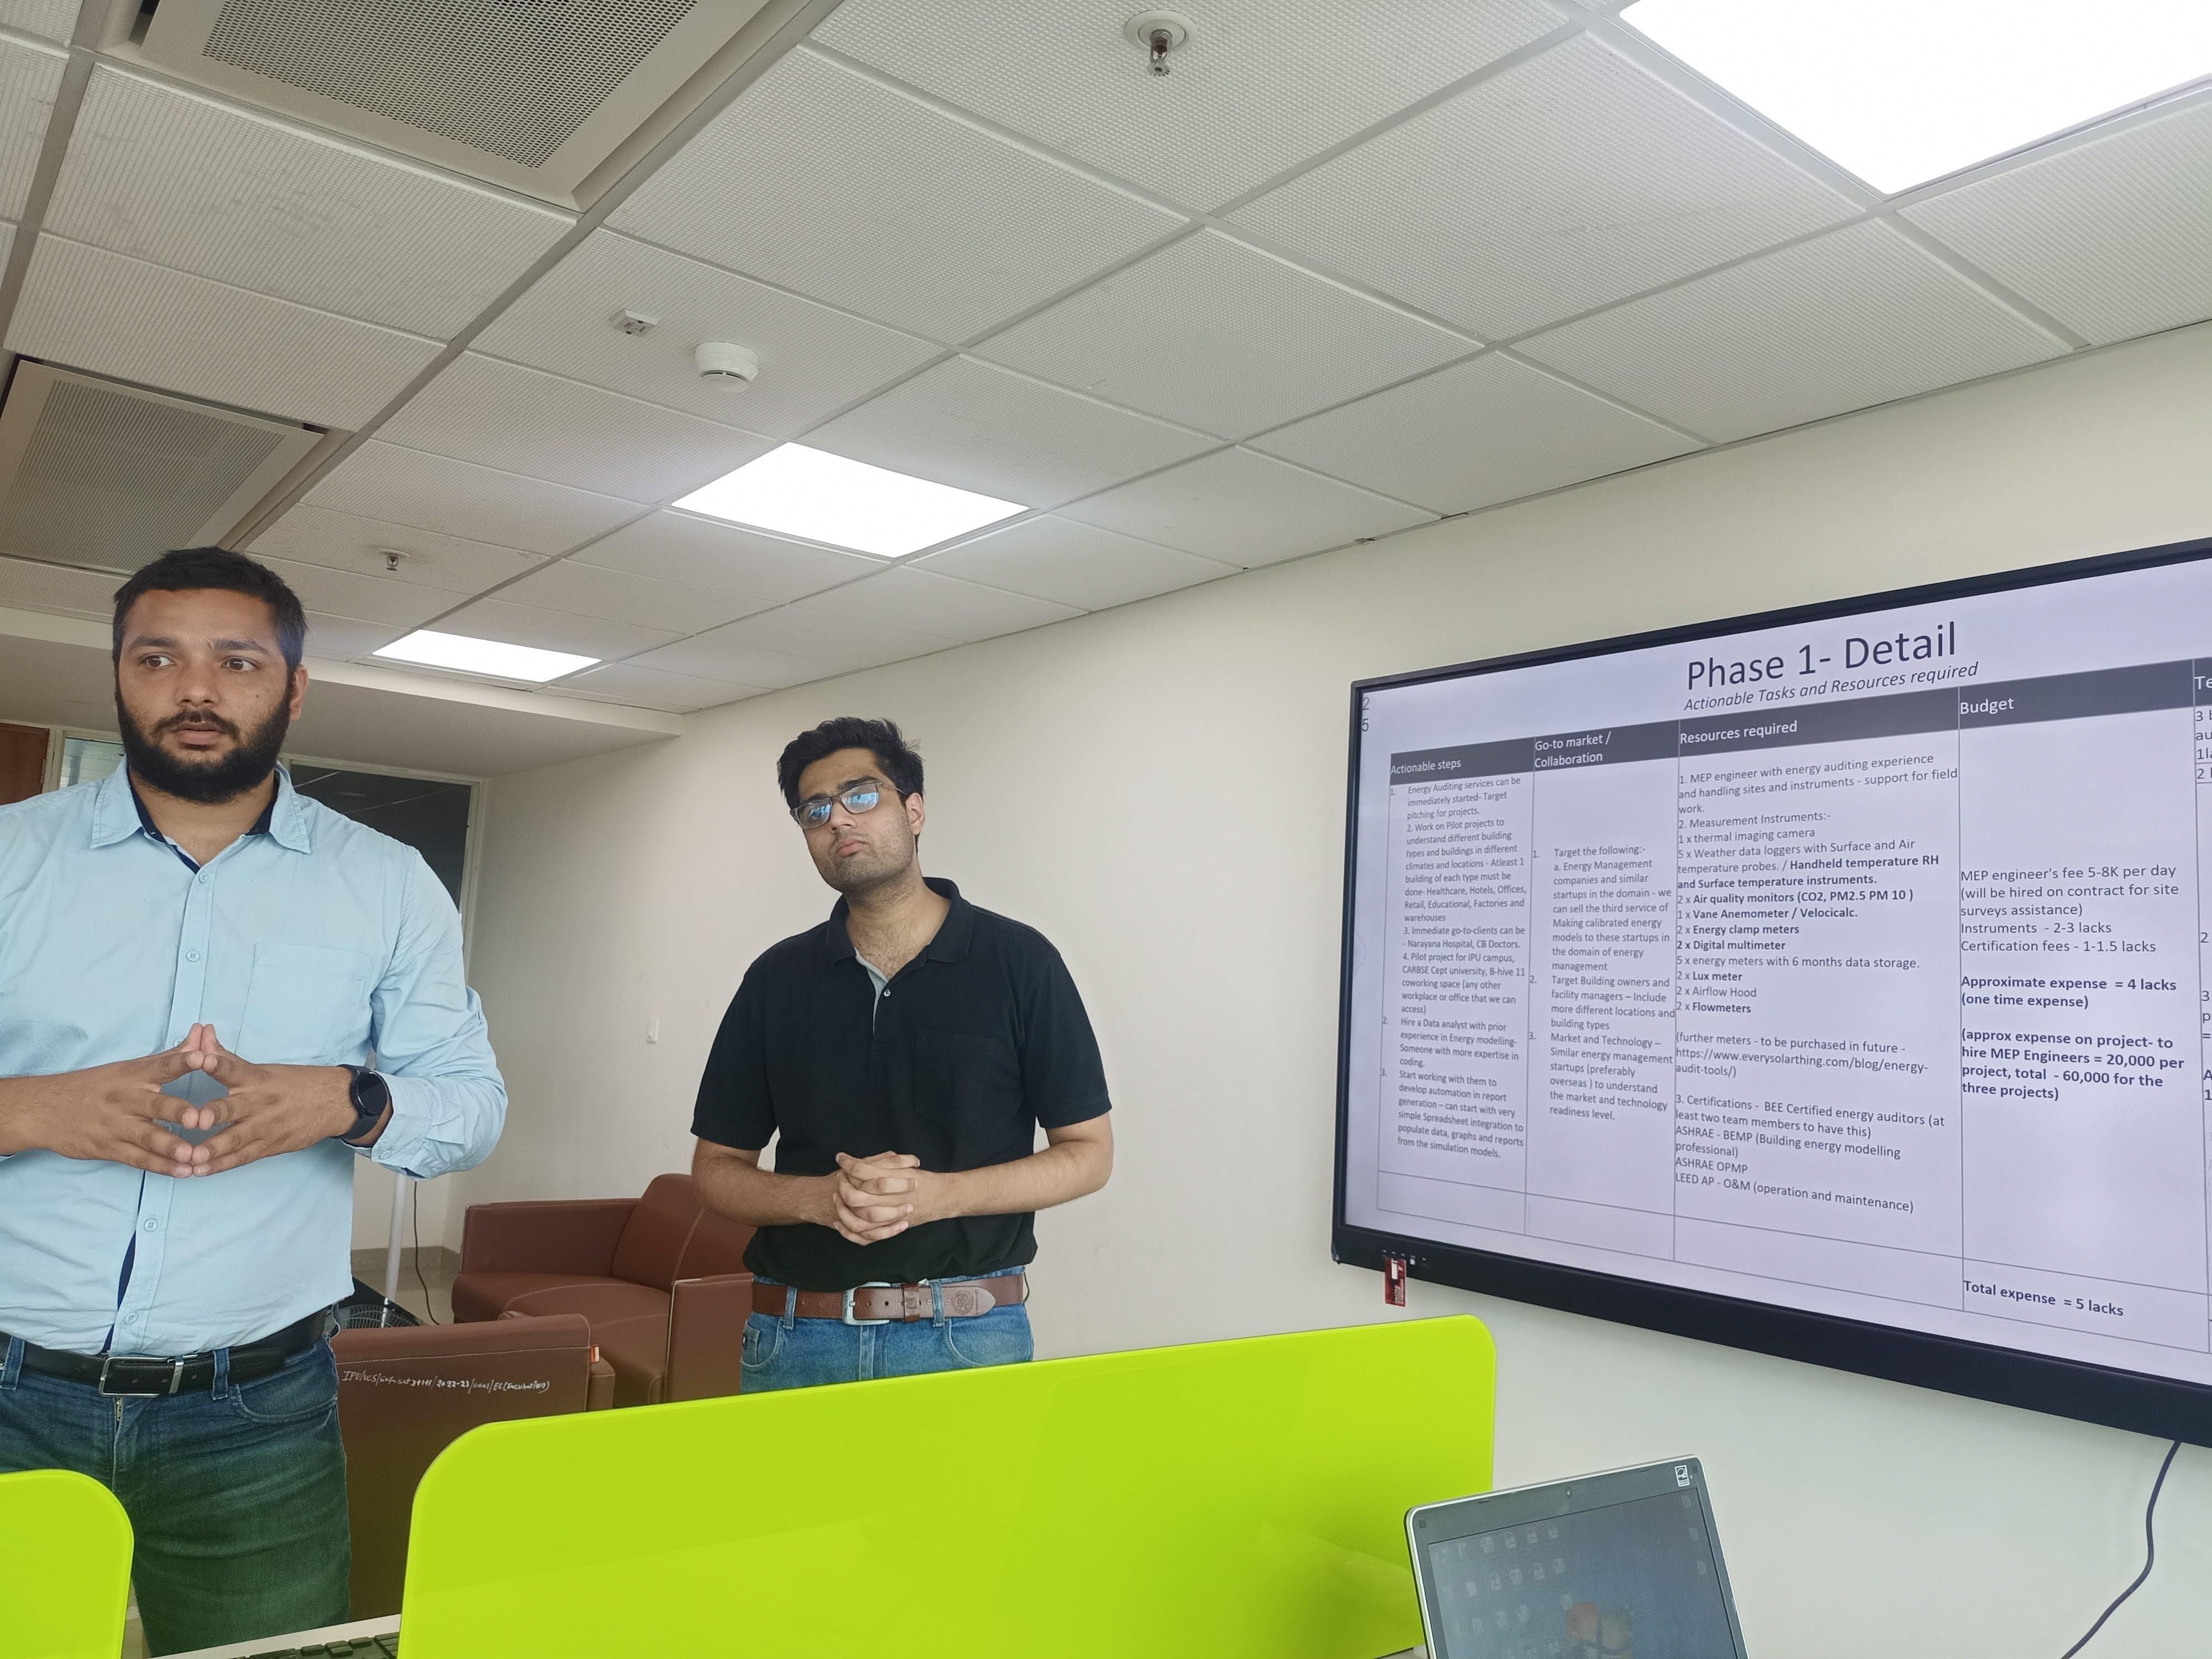 2
5
Phase 1- Detail
Actionable Tasks and Resources required
Actionable steps
1. Energy Auditing services can be
immediately started- Target
pitching for projects.
2. Work on Pilot projects to
understand different building
types and buildings in different
climates and locations - Atleast 1
building of each type must be
done- Healthcare, Hotels, Offices,
Retail, Educational, Factories and
warehouses
3. Immediate go-to-clients can be
- Narayana Hospital, CB Doctors.
4. Pilot project for IPU campus,
CARBSE Cept university, B-hive 11
coworking space (any other
workplace or office that we can
access)
2. Hire a Data analyst with prior
experience in Energy modelling-
Someone with more expertise in
coding.
3. Start working with them to
develop automation in report
generation – can start with very
simple Spreadsheet integration to
populate data, graphs and reports
from the simulation models.
Go-to market /
Collaboration
1. Target the following:-
a. Energy Management
companies and similar
startups in the domain - we
can sell the third service of
Making calibrated energy
models to these startups in
the domain of energy
management
2. Target Building owners and
facility managers – Include
more different locations and
building types
3. Market and Technology –
Similar energy management
startups (preferably
overseas ) to understand
the market and technology
readiness level.
Resources required
1. MEP engineer with energy auditing experience
and handling sites and instruments - support for field
work.
2. Measurement Instruments:-
1 x thermal imaging camera
5 x Weather data loggers with Surface and Air
temperature probes. / Handheld temperature RH
and Surface temperature instruments.
2 x Air quality monitors (CO2, PM2.5 PM 10 )
1 x Vane Anemometer / Velocicalc.
2 x Energy clamp meters
2 x Digital multimeter
5 x energy meters with 6 months data storage.
2 x Lux meter
2 x Airflow Hood
2 x Flowmeters
(further meters - to be purchased in future -
https://www.everysolarthing.com/blog/energy-
audit-tools/)
3. Certifications - BEE Certified energy auditors (at
least two team members to have this)
ASHRAE - BEMP (Building energy modelling
professional)
ASHRAE OPMP
LEED AP - O&M (operation and maintenance)
Budget
MEP engineer's fee 5-8K per day
(will be hired on contract for site
surveys assistance)
Instruments - 2-3 lacks
Certification fees - 1-1.5 lacks
Approximate expense = 4 lacks
(one time expense)
(approx expense on project- to
hire MEP Engineers = 20,000 per
project, total - 60,000 for the
three projects)
Total expense = 5 lacks
Te
3
au
2
2
3
p
=
A
1